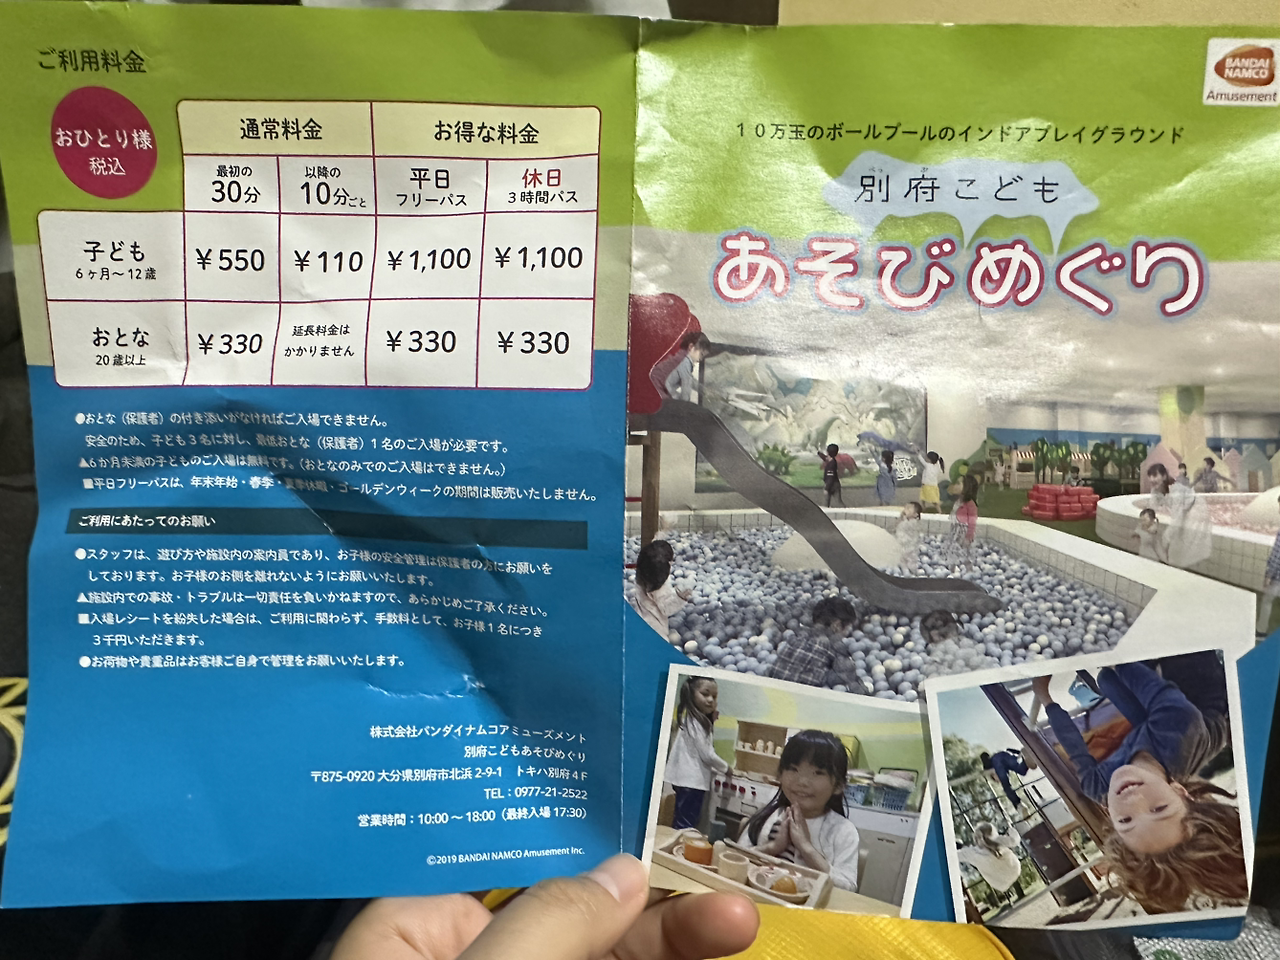 ご利用料金
おひとり様
税込
通常料金
お得な料金
最初の
30分
以降の
10分ごと
平日
フリーパス
休日
3時間パス
子ども
6ヶ月〜12歳
¥550
¥110
¥1,100
¥1,100
おとな
20歳以上
¥330
延長料金は
かかりません
¥330
¥330
●おとな（保護者）の付き添いがなければご入場できません。
安全のため、子ども3名に対し、最低おとな（保護者）1名のご入場が必要です。
▲6か月未満の子どものご入場は無料です。（おとなのみでのご入場はできません。）
■平日フリーパスは、年末年始・春季・夏季休暇・ゴールデンウィークの期間は販売いたしません。
ご利用にあたってのお願い
●スタッフは、遊び方や施設内の案内員であり、お子様の安全管理は保護者の方にお願いを
しております。お子様のお側を離れないようにお願いいたします。
▲施設内での事故・トラブルは一切責任を負いかねますので、あらかじめご了承ください。
■入場レシートを紛失した場合は、ご利用に関わらず、手数料として、お子様1名につき
3千円いただきます。
●お荷物や貴重品はお客様ご自身で管理をお願いいたします。
株式会社バンダイナムコアミューズメント
別府こどもあそびめぐり
〒875-0920 大分県別府市北浜 2-9-1　トキハ別府4F
TEL：0977-21-2522
営業時間：10:00〜18:00（最終入場 17:30）
©2019 BANDAI NAMCO Amusement Inc.
BANDAI
NAMCO
Amusement
10万玉のボールプールのインドアプレイグラウンド
別府こども
あそびめぐり